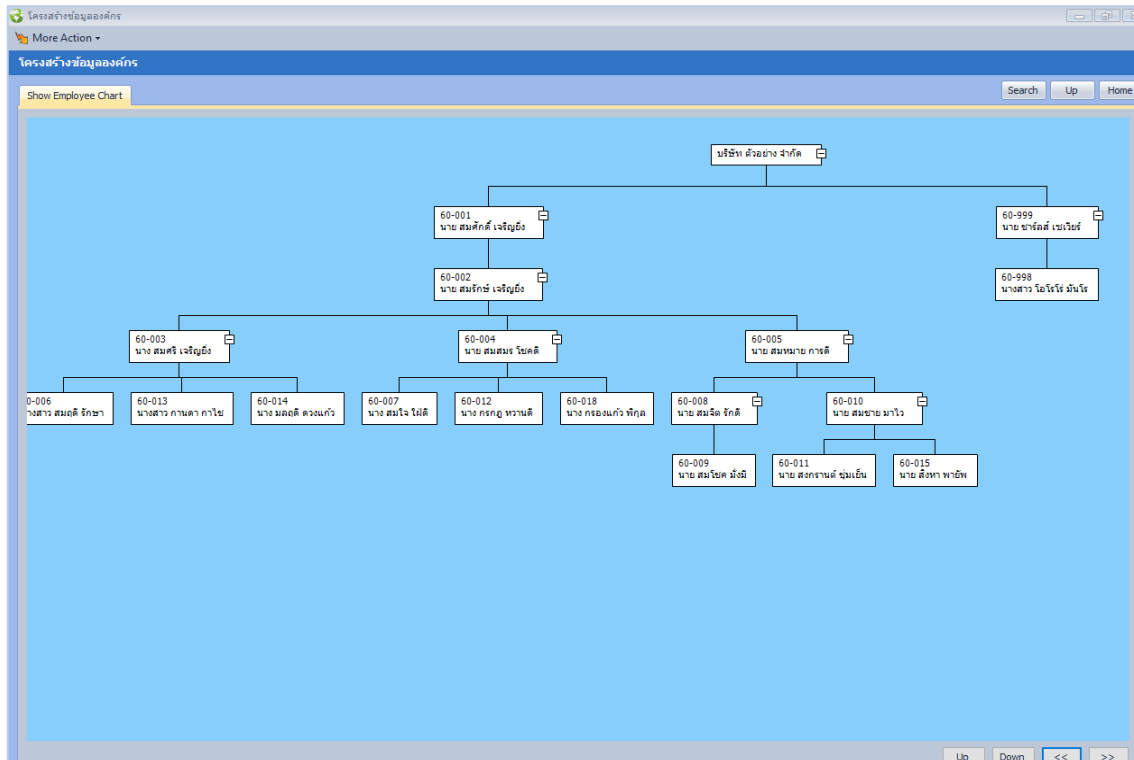 โครงสร้างข้อมูลองค์กร
More Action
โครงสร้างข้อมูลองค์กร
Show Employee Chart
Search
Up
Home
บริษัท ตัวอย่าง จำกัด
60-001
นาย สมศักดิ์ เจริญยิ่ง
60-999
นาย ชาร์ลส์ เซเวียร์
60-002
นาย สมรักษ์ เจริญยิ่ง
60-998
นางสาว โอโรโร่ มันโร
60-003
นาง สมศรี เจริญยิ่ง
60-004
นาย สมสมร โชคดี
60-005
นาย สมหมาย การดี
0-006
างสาว สมฤดี รักษา
60-013
นางสาว กานดา กาไช
60-014
นาง มลฤดี ดวงแก้ว
60-007
นาง สมใจ ใฝ่ดี
60-012
นาง กรกฎ หวานดี
60-018
นาง กรองแก้ว พิกุล
60-008
นาย สมจิต รักดี
60-010
นาย สมชาย มาไว
60-009
นาย สมโชค มั่งมี
60-011
นาย สงกรานต์ ชุ่มเย็น
60-015
นาย สิงหา พายัพ
Up
Down
<<
>>